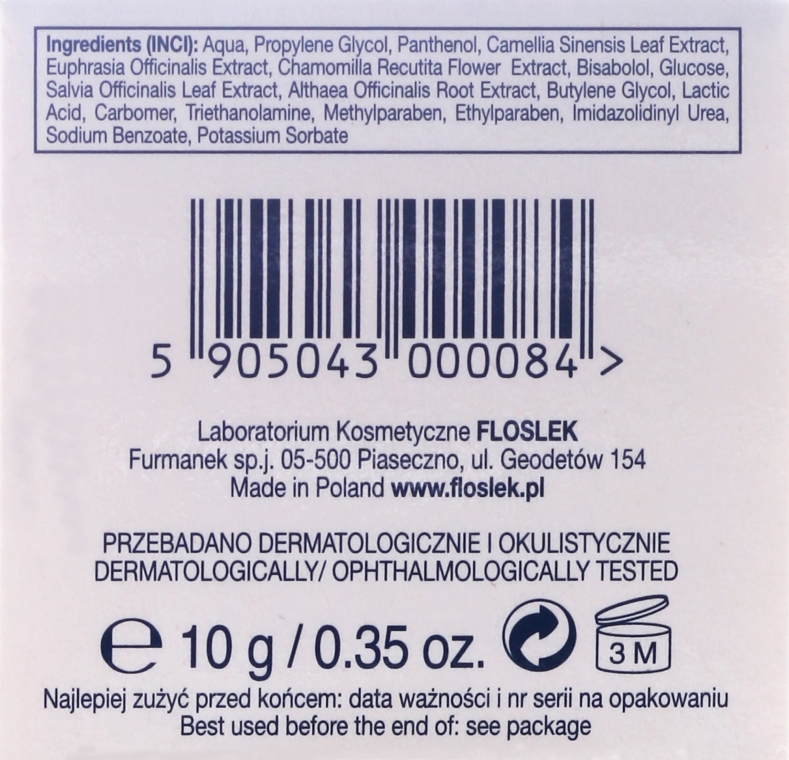 Ingredients (INCI): Aqua, Propylene Glycol, Panthenol, Camellia Sinensis Leaf Extract,
Euphrasia Officinalis Extract, Chamomilla Recutita Flower Extract, Bisabolol, Glucose,
Salvia Officinalis Leaf Extract, Althaea Officinalis Root Extract, Butylene Glycol, Lactic
Acid, Carbomer, Triethanolamine, Methylparaben, Ethylparaben, Imidazolidinyl Urea,
Sodium Benzoate, Potassium Sorbate
5 905043 000084 >
Laboratorium Kosmetyczne FLOSLEK
Furmanek sp.j. 05-500 Piaseczno, ul. Geodetów 154
Made in Poland www.floslek.pl
PRZEBADANO DERMATOLOGICZNIE I OKULISTYCZNIE
DERMATOLOGICALLY/ OPHTHALMOLOGICALLY TESTED
e 10 g / 0.35 oz. 3 M
Najlepiej zużyć przed końcem: data ważności i nr serii na opakowaniu
Best used before the end of: see package